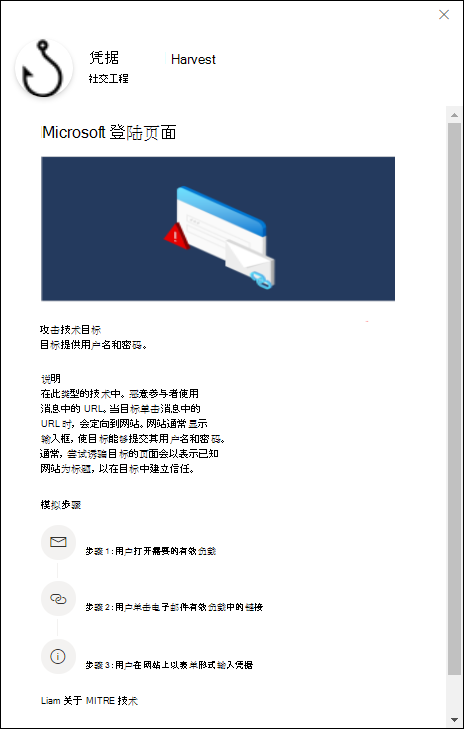 凭据 Harvest
社交工程
Microsoft 登陆页面
攻击技术目标
目标提供用户名和密码。
说明
在此类型的技术中。恶意参与者使用
消息中的 URL。当目标单击消息中的
URL 时，会定向到网站。网站通常显示
输入框，使目标能够提交其用户名和密码。
通常，尝试诱骗目标的页面会以表示已知
网站为标题，以在目标中建立信任。
模拟步骤
步骤 1：用户打开需要的有效负载
步骤 2：用户单击电子邮件有效负载中的链接
步骤 3：用户在网站上以表单形式输入凭据
Liam 关于 MITRE 技术